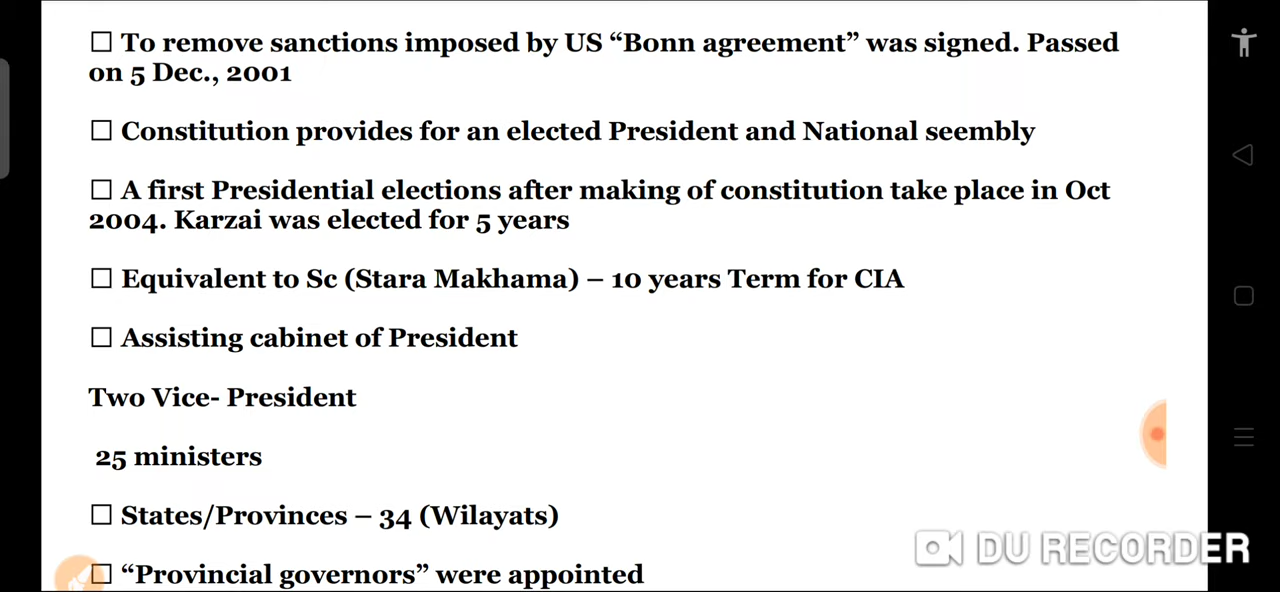 ☐ To remove sanctions imposed by US “Bonn agreement” was signed. Passed
on 5 Dec., 2001
☐ Constitution provides for an elected President and National seembly
☐ A first Presidential elections after making of constitution take place in Oct
2004. Karzai was elected for 5 years
☐ Equivalent to Sc (Stara Makhama) – 10 years Term for CIA
☐ Assisting cabinet of President
Two Vice- President
25 ministers
☐ States/Provinces – 34 (Wilayats)
☐ “Provincial governors” were appointed
DU RECORDER